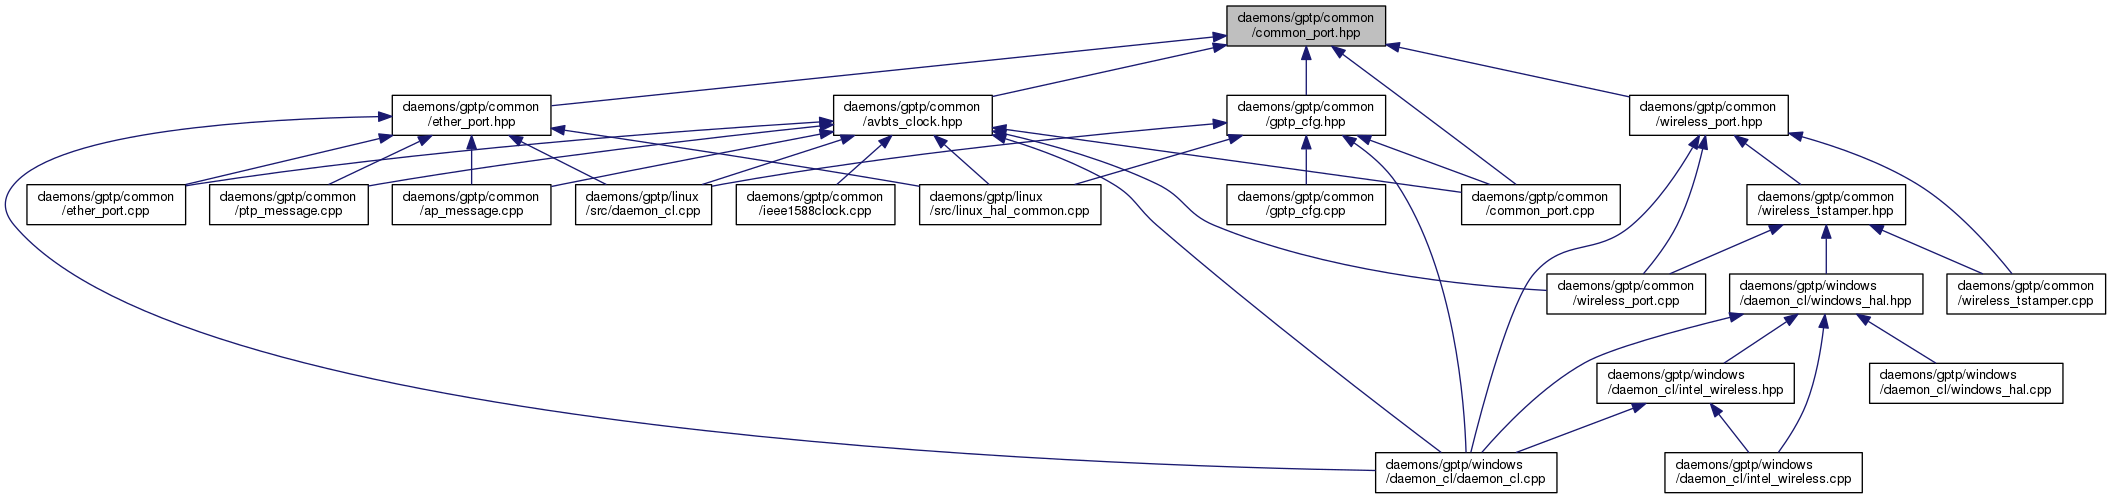 daemons/gptp/common
/common_port.hpp
daemons/gptp/common
/ether_port.hpp
daemons/gptp/common
/avbts_clock.hpp
daemons/gptp/common
/gptp_cfg.hpp
daemons/gptp/common
/wireless_port.hpp
daemons/gptp/common
/ether_port.cpp
daemons/gptp/common
/ptp_message.cpp
daemons/gptp/common
/ap_message.cpp
daemons/gptp/linux
/src/daemon_cl.cpp
daemons/gptp/common
/ieee1588clock.cpp
daemons/gptp/linux
/src/linux_hal_common.cpp
daemons/gptp/common
/gptp_cfg.cpp
daemons/gptp/common
/common_port.cpp
daemons/gptp/common
/wireless_tstamper.hpp
daemons/gptp/common
/wireless_port.cpp
daemons/gptp/windows
/daemon_cl/windows_hal.hpp
daemons/gptp/common
/wireless_tstamper.cpp
daemons/gptp/windows
/daemon_cl/intel_wireless.hpp
daemons/gptp/windows
/daemon_cl/windows_hal.cpp
daemons/gptp/windows
/daemon_cl/daemon_cl.cpp
daemons/gptp/windows
/daemon_cl/intel_wireless.cpp